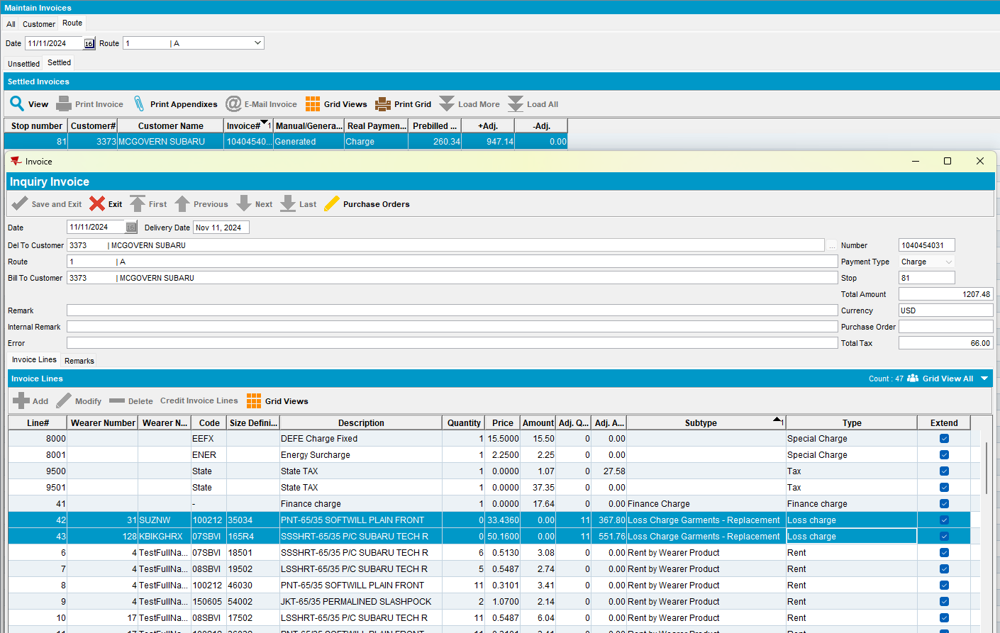 Maintain Invoices
All Customer Route
Date 11/11/2024 16 Route 1 | A
Unsettled Settled
Settled Invoices
View Print Invoice Print Appendixes E-Mail Invoice Grid Views Print Grid Load More Load All
Stop number Customer# Customer Name Invoice# 1 Manual/Genera... Real Paymen... Prebilled ... +Adj. -Adj.
81 3373 MCGOVERN SUBARU 10404540... Generated Charge 260.34 947.14 0.00
Invoice
Inquiry Invoice
Save and Exit Exit First Previous Next Last Purchase Orders
Date 11/11/2024 16 Delivery Date Nov 11, 2024
Del To Customer 3373 | MCGOVERN SUBARU ... Number 1040454031
Route 1 | A Payment Type Charge
Bill To Customer 3373 | MCGOVERN SUBARU Stop 81
Total Amount 1207.48
Remark Currency USD
Internal Remark Purchase Order
Error Total Tax 66.00
Invoice Lines Remarks
Invoice Lines Count : 47 Grid View All
Add Modify Delete Credit Invoice Lines Grid Views
Line# Wearer Number Wearer N... Code Size Defini... Description Quantity Price Amount Adj. Q... Adj. A... Subtype 1 Type Extend
8000 EEFX DEFE Charge Fixed 1 15.5000 15.50 0 0.00 Special Charge
8001 ENER Energy Surcharge 1 2.2500 2.25 0 0.00 Special Charge
9500 State State TAX 1 0.0000 1.07 0 27.58 Tax
9501 State State TAX 1 0.0000 37.35 0 0.00 Tax
41 - Finance charge 1 0.0000 17.64 0 0.00 Finance Charge Finance charge
42 31 SUZNW 100212 35034 PNT-65/35 SOFTWILL PLAIN FRONT 0 33.4360 0.00 11 367.80 Loss Charge Garments - Replacement Loss charge
43 128 KBIKGHRX 07SBVI 165R4 SSSHRT-65/35 P/C SUBARU TECH R 0 50.1600 0.00 11 551.76 Loss Charge Garments - Replacement Loss charge
6 4 TestFullNa... 07SBVI 18501 SSSHRT-65/35 P/C SUBARU TECH R 6 0.5130 3.08 0 0.00 Rent by Wearer Product Rent
7 4 TestFullNa... 08SBVI 19502 LSSHRT-65/35 P/C SUBARU TECH R 5 0.5487 2.74 0 0.00 Rent by Wearer Product Rent
8 4 TestFullNa... 100212 46030 PNT-65/35 SOFTWILL PLAIN FRONT 11 0.3101 3.41 0 0.00 Rent by Wearer Product Rent
9 4 TestFullNa... 150605 54002 JKT-65/35 PERMALINED SLASHPOCK 2 1.0700 2.14 0 0.00 Rent by Wearer Product Rent
10 17 TestFullNa... 08SBVI 17502 LSSHRT-65/35 P/C SUBARU TECH R 11 0.5487 6.04 0 0.00 Rent by Wearer Product Rent